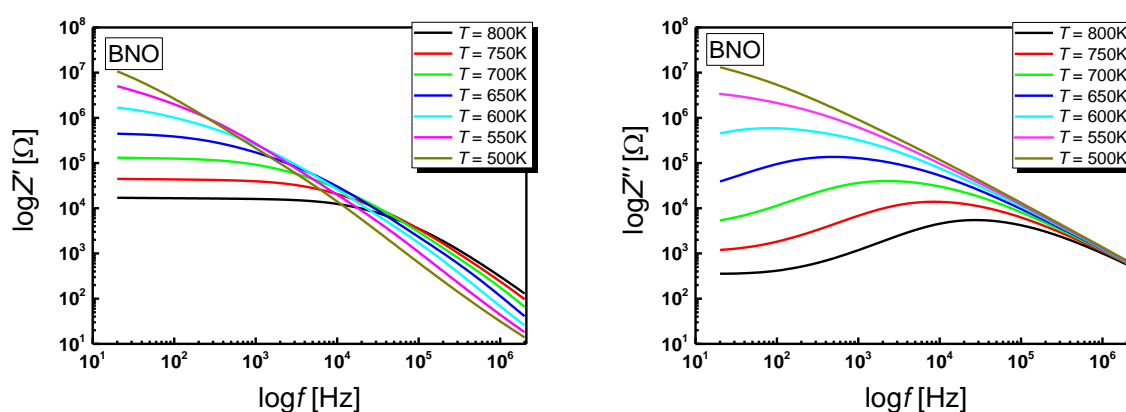 BNO
T = 800K
T = 750K
T = 700K
T = 650K
T = 600K
T = 550K
T = 500K
10⁸
10⁷
10⁶
10⁵
10⁴
10³
10²
10¹
logZ' [Ω]
10¹ 10² 10³ 10⁴ 10⁵ 10⁶
logf [Hz]
BNO
T = 800K
T = 750K
T = 700K
T = 650K
T = 600K
T = 550K
T = 500K
10⁸
10⁷
10⁶
10⁵
10⁴
10³
10²
10¹
logZ'' [Ω]
10¹ 10² 10³ 10⁴ 10⁵ 10⁶
logf [Hz]